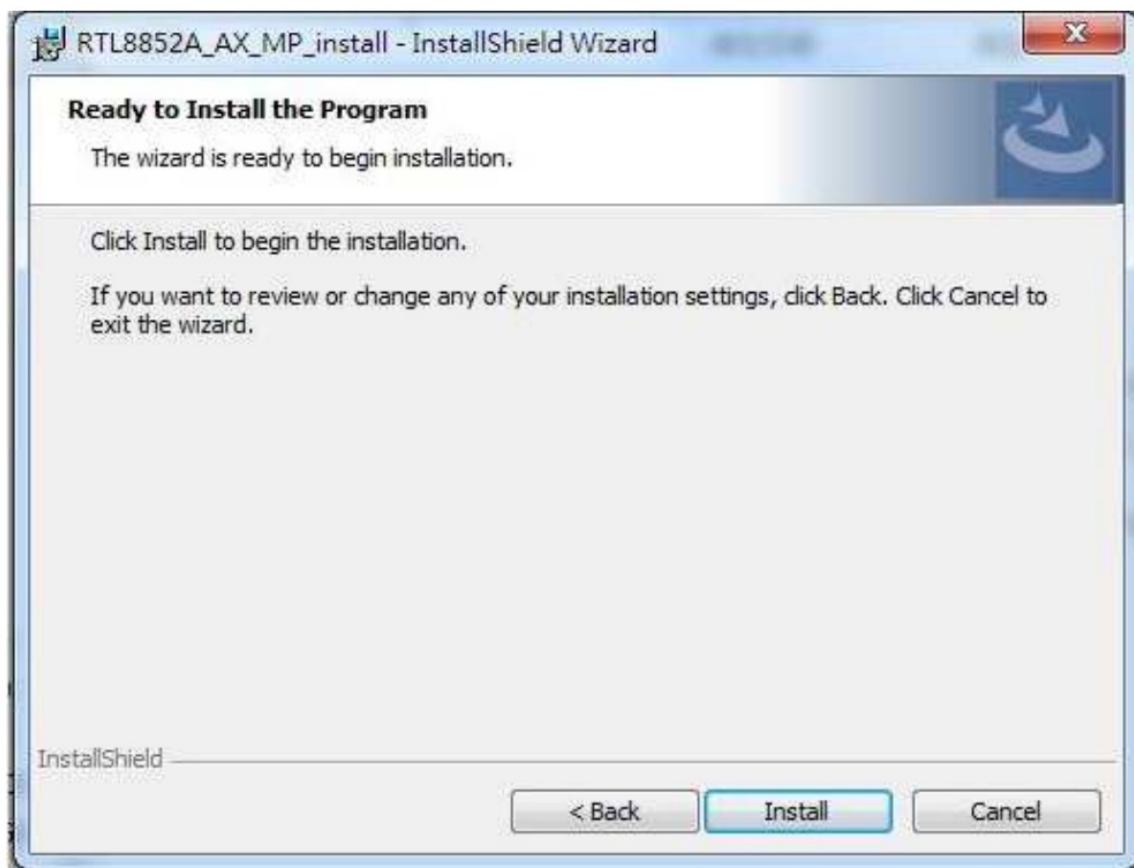 RTL8852A_AX_MP_install - InstallShield Wizard
X
Ready to Install the Program
The wizard is ready to begin installation.
Click Install to begin the installation.
If you want to review or change any of your installation settings, click Back. Click Cancel to
exit the wizard.
InstallShield
< Back
Install
Cancel